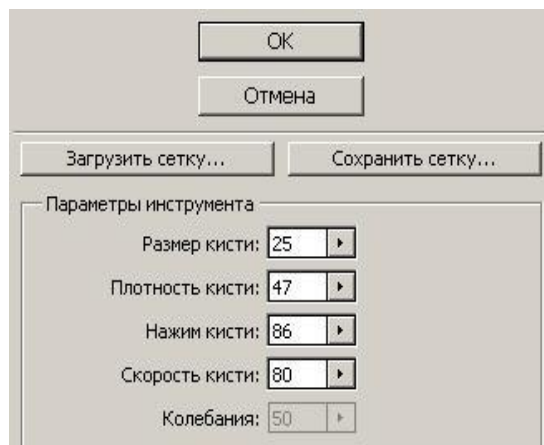 OK
Отмена
Загрузить сетку... Сохранить сетку...
Параметры инструмента
Размер кисти: 25
Плотность кисти: 47
Нажим кисти: 86
Скорость кисти: 80
Колебания: 50